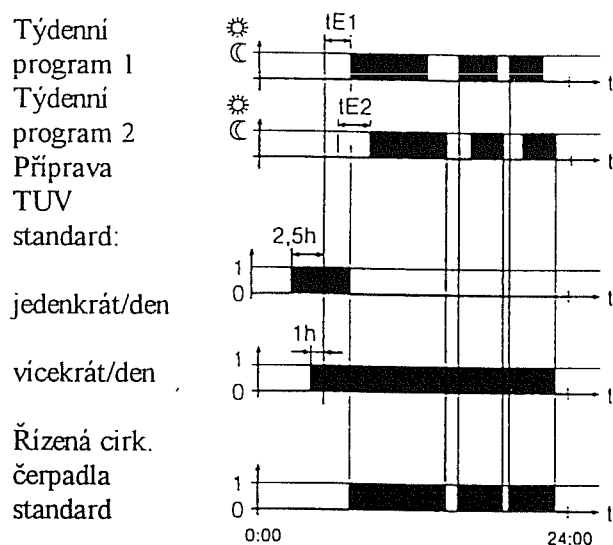 Týdenní
program 1
tE1
t
Týdenní
program 2
tE2
t
Příprava
TUV
standard:
2,5h
1
0
t
jedenkrát/den
1h
1
0
t
vícekrát/den
Řízená cirk.
čerpadla
standard
1
0
t
0:00 24:00